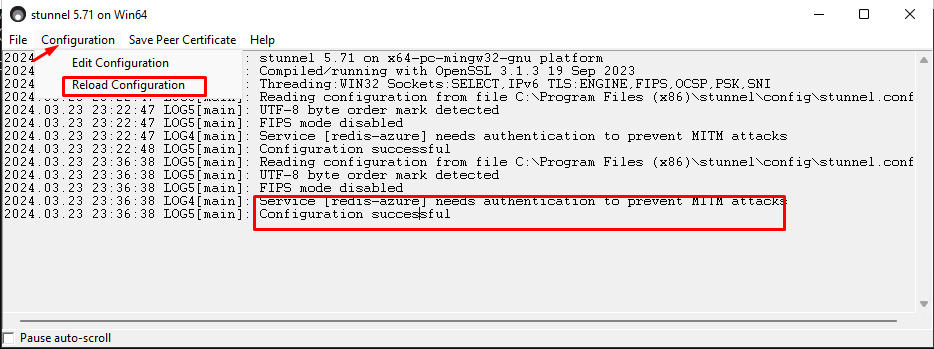 stunnel 5.71 on Win64
File Configuration Save Peer Certificate Help
Edit Configuration
Reload Configuration
2024 : stunnel 5.71 on x64-pc-mingw32-gnu platform
2024 : Compiled/running with OpenSSL 3.1.3 19 Sep 2023
2024 : Threading:WIN32 Sockets:SELECT,IPv6 TLS:ENGINE,FIPS,OCSP,PSK,SNI
2024.03.23 23:22:47 LOG5[main]: Reading configuration from file C:\Program Files (x86)\stunnel\config\stunnel.conf
2024.03.23 23:22:47 LOG5[main]: UTF-8 byte order mark detected
2024.03.23 23:22:47 LOG5[main]: FIPS mode disabled
2024.03.23 23:22:47 LOG4[main]: Service [redis-azure] needs authentication to prevent MITM attacks
2024.03.23 23:22:48 LOG5[main]: Configuration successful
2024.03.23 23:36:38 LOG5[main]: Reading configuration from file C:\Program Files (x86)\stunnel\config\stunnel.conf
2024.03.23 23:36:38 LOG5[main]: UTF-8 byte order mark detected
2024.03.23 23:36:38 LOG5[main]: FIPS mode disabled
2024.03.23 23:36:38 LOG4[main]: Service [redis-azure] needs authentication to prevent MITM attacks
2024.03.23 23:36:38 LOG5[main]: Configuration successful
Pause auto-scroll